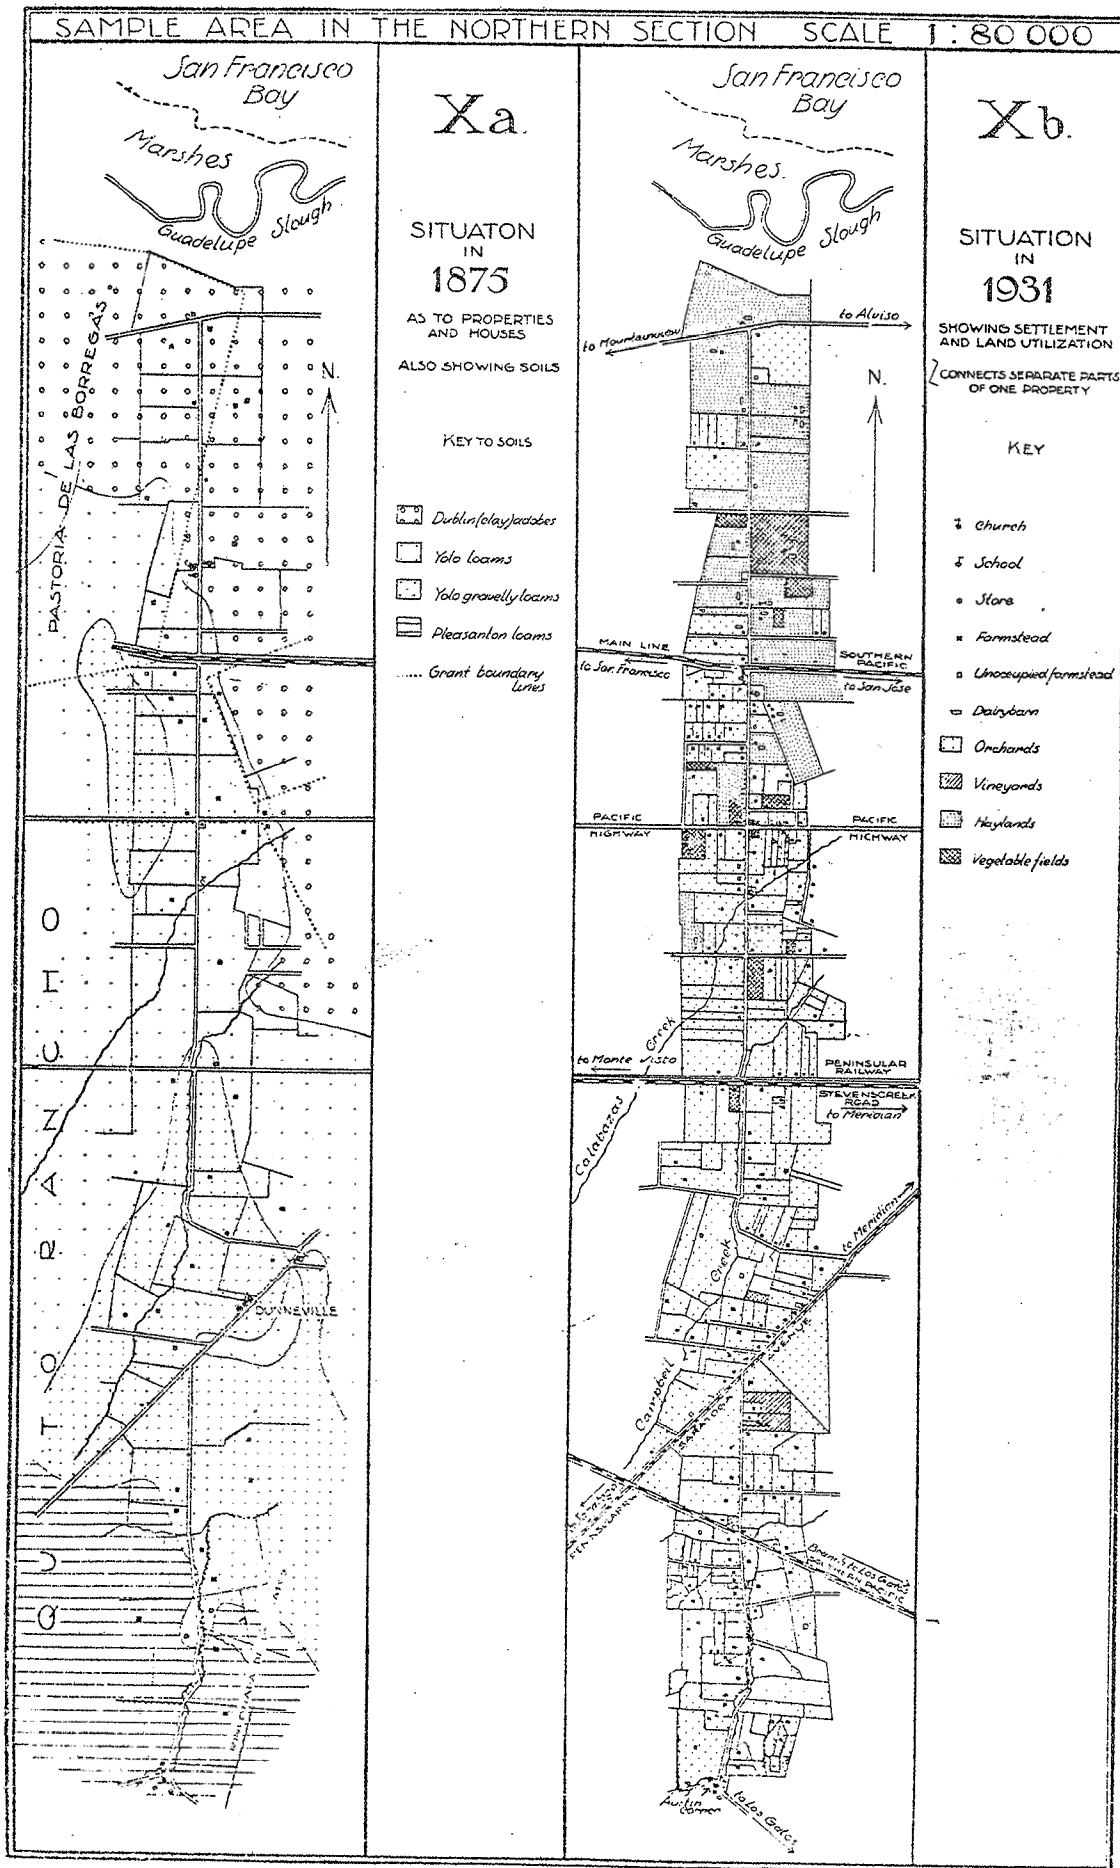 SAMPLE AREA IN THE NORTHERN SECTION SCALE 1:80 000
San Francisco
Bay
Marshes
Guadelupe Slough
PASTORIA DE LAS BORREGAS
N.
DUNNEVILLE
RANCHO
QUITO
Xa.
SITUATON
IN
1875
AS TO PROPERTIES
AND HOUSES
ALSO SHOWING SOILS
KEY TO SOILS
Dublin (clay) adobes
Yolo loams
Yolo gravelly loams
Pleasanton loams
Grant boundary
lines
San Francisco
Bay
Marshes.
Guadelupe Slough
to Mountainview
to Alviso
N.
MAIN LINE
SOUTHERN
PACIFIC
to San Francisco
to San Jose
PACIFIC
HIGHWAY
PACIFIC
HIGHWAY
Calabazas Creek
to Monte Vista
PENINSULAR
RAILWAY
STEVENSCREEK
ROAD
to Meridian
to Meridian
Campbell Creek
SARATOGA AVENUE
PENINSULAR
Branch to Los Gatos
SOUTHERN PACIFIC
Austin
Corner
to Los Gatos
Xb.
SITUATION
IN
1931
SHOWING SETTLEMENT
AND LAND UTILIZATION
CONNECTS SEPARATE PARTS
OF ONE PROPERTY
KEY
Church
School
Store
Farmstead
Unoccupied farmstead
Dairybarn
Orchards
Vineyards
Haylands
Vegetable fields